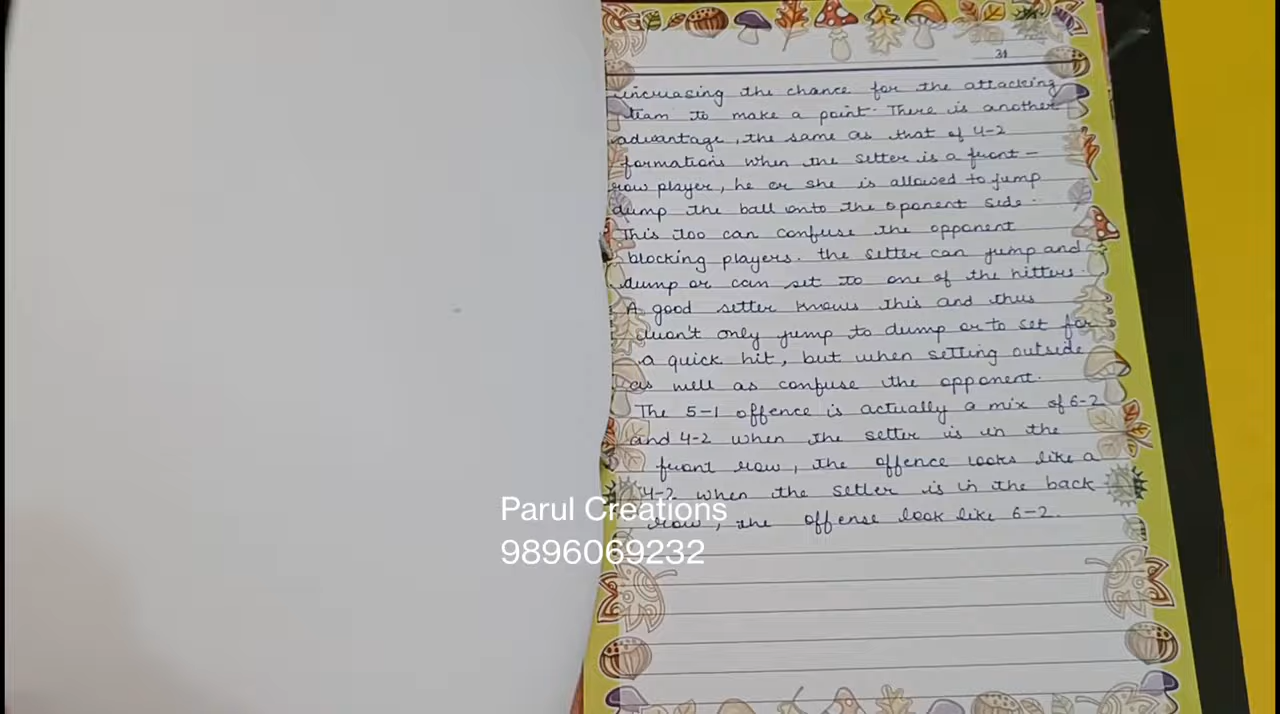 31
increasing the chance for the attacking
team to make a point. There is another
advantage, the same as that of 4-2
formations when the setter is a front -
row player, he or she is allowed to jump
dump the ball onto the oponent side.
This too can confuse the opponent
blocking players. the setter can jump and
dump or can set to one of the hitters.
A good setter knows this and thus
won't only jump to dump or to set for
a quick hit, but when setting outside
as well as confuse the opponent.
The 5-1 offence is actually a mix of 6-2
and 4-2 when the setter is in the
front row, the offence looks like a
4-2 when the setter is in the back
row, the offense look like 6-2.
Parul Creations
9896069232